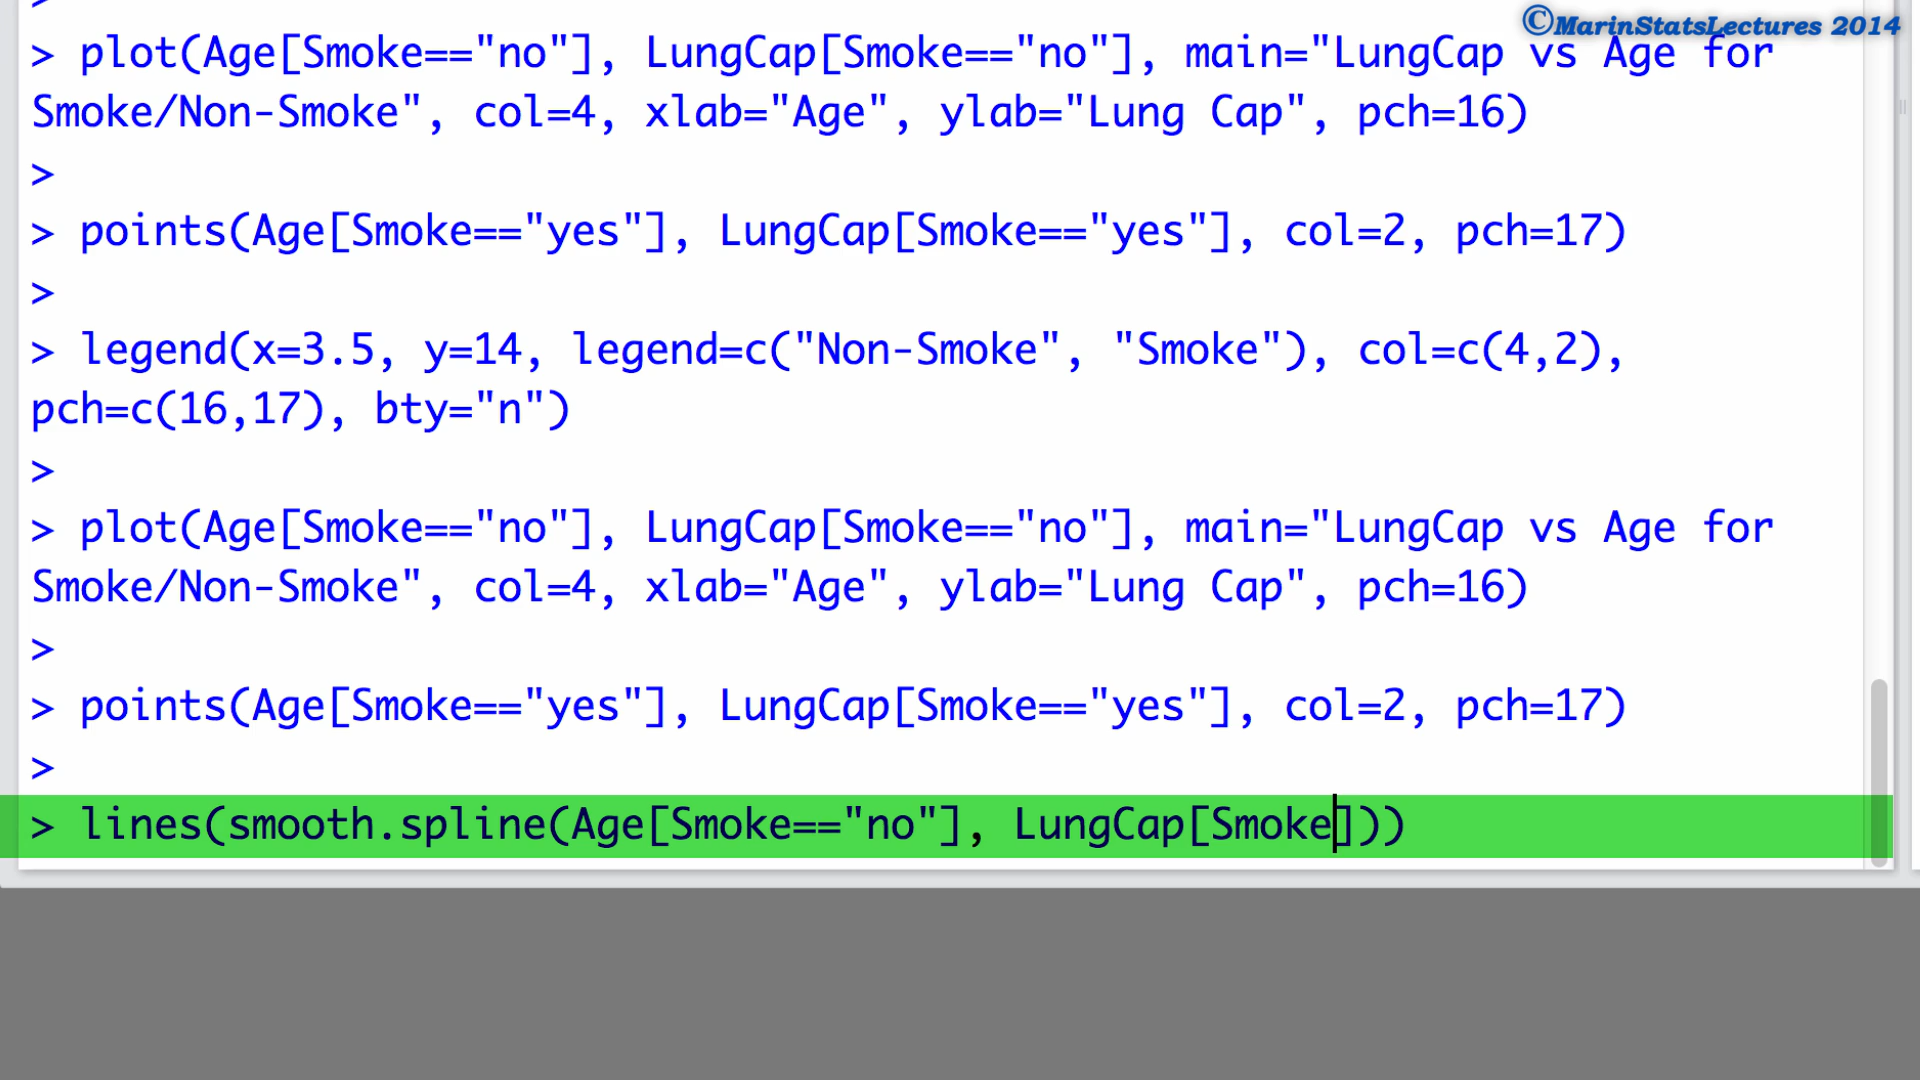 ©MarinStatsLectures 2014
>
> plot(Age[Smoke=="no"], LungCap[Smoke=="no"], main="LungCap vs Age for
Smoke/Non-Smoke", col=4, xlab="Age", ylab="Lung Cap", pch=16)
>
> points(Age[Smoke=="yes"], LungCap[Smoke=="yes"], col=2, pch=17)
>
> legend(x=3.5, y=14, legend=c("Non-Smoke", "Smoke"), col=c(4,2),
pch=c(16,17), bty="n")
>
> plot(Age[Smoke=="no"], LungCap[Smoke=="no"], main="LungCap vs Age for
Smoke/Non-Smoke", col=4, xlab="Age", ylab="Lung Cap", pch=16)
>
> points(Age[Smoke=="yes"], LungCap[Smoke=="yes"], col=2, pch=17)
>
> lines(smooth.spline(Age[Smoke=="no"], LungCap[Smoke]))